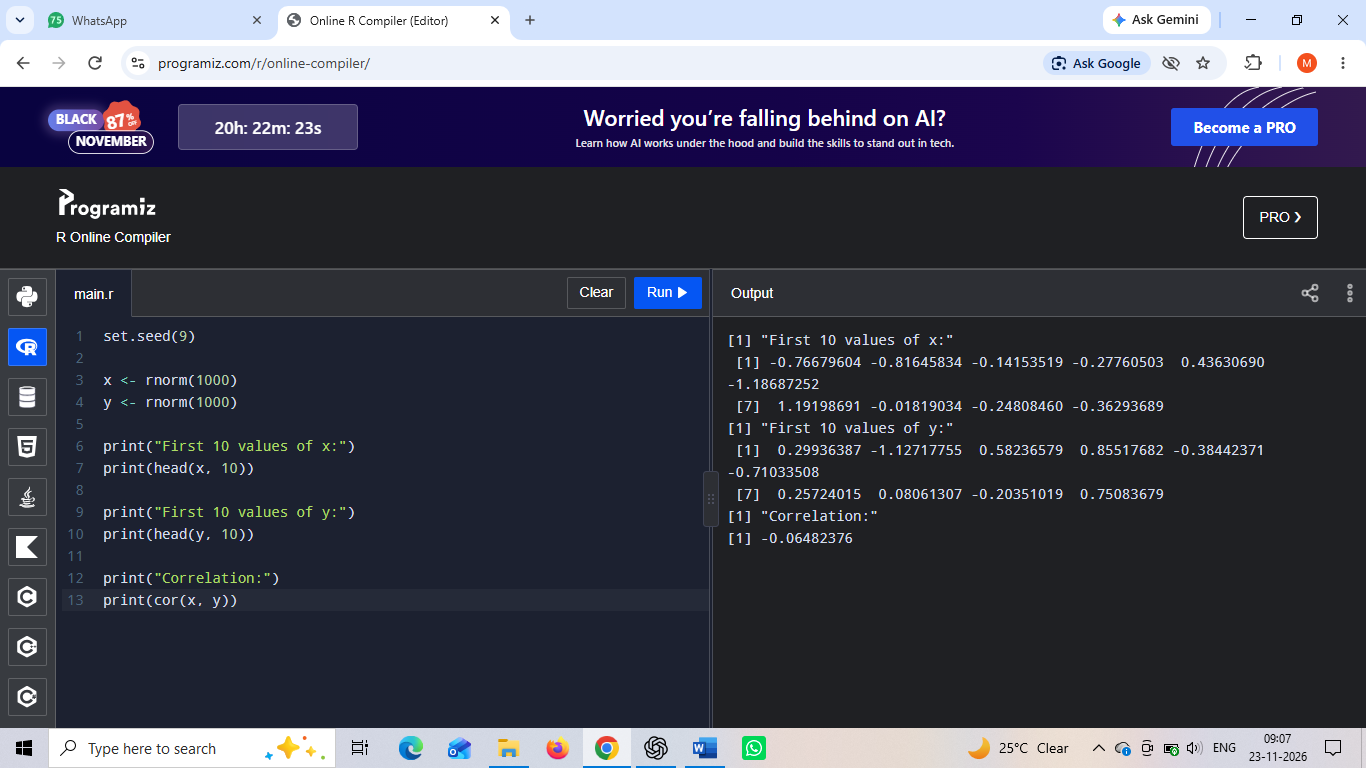 75 WhatsApp
Online R Compiler (Editor)
Ask Gemini
programiz.com/r/online-compiler/
Ask Google
M
BLACK 87% OFF
NOVEMBER
20h: 22m: 23s
Worried you're falling behind on AI?
Learn how AI works under the hood and build the skills to stand out in tech.
Become a PRO
Programiz
R Online Compiler
PRO ❯
main.r
Clear
Run
1 set.seed(9)
2
3 x <- rnorm(1000)
4 y <- rnorm(1000)
5
6 print("First 10 values of x:")
7 print(head(x, 10))
8
9 print("First 10 values of y:")
10 print(head(y, 10))
11
12 print("Correlation:")
13 print(cor(x, y))
Output
[1] "First 10 values of x:"
[1] -0.76679604 -0.81645834 -0.14153519 -0.27760503  0.43630690
-1.18687252
[7]  1.19198691 -0.01819034 -0.24808460 -0.36293689
[1] "First 10 values of y:"
[1]  0.29936387 -1.12717755  0.58236579  0.85517682 -0.38442371
-0.71033508
[7]  0.25724015  0.08061307 -0.20351019  0.75083679
[1] "Correlation:"
[1] -0.06482376
Type here to search
25°C Clear
ENG
09:07
23-11-2026